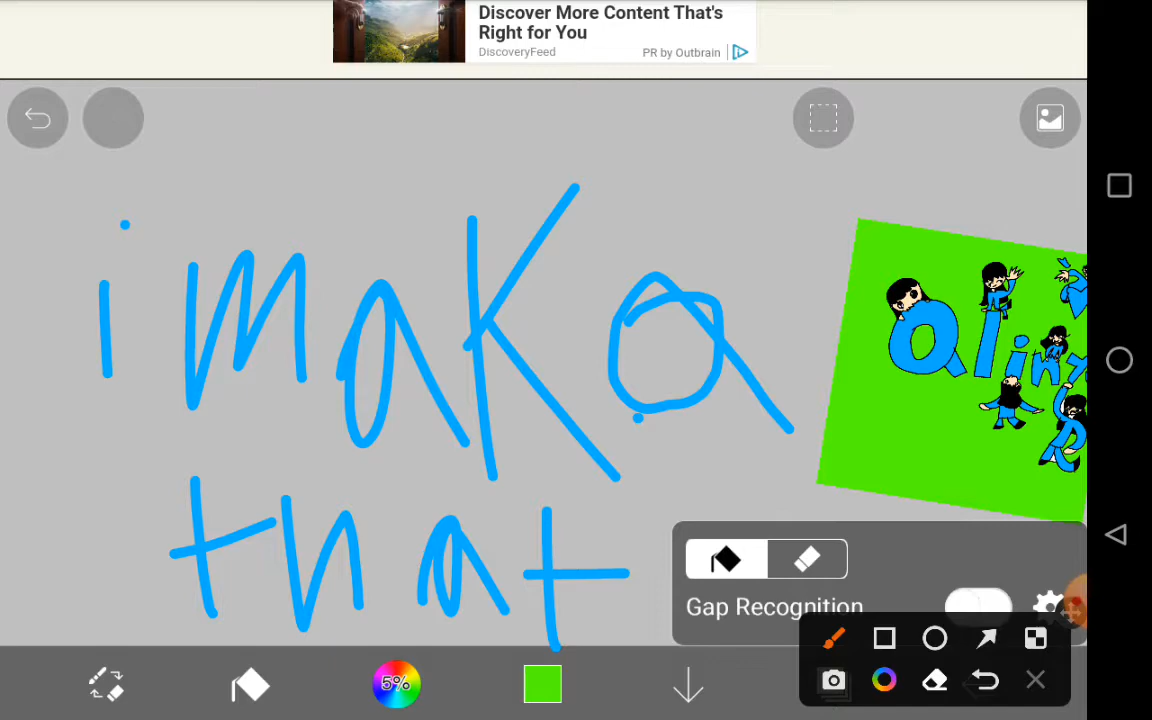 Discover More Content That's
Right for You
DiscoveryFeed
PR by Outbrain
imaka
that
Gap Recognition
5%